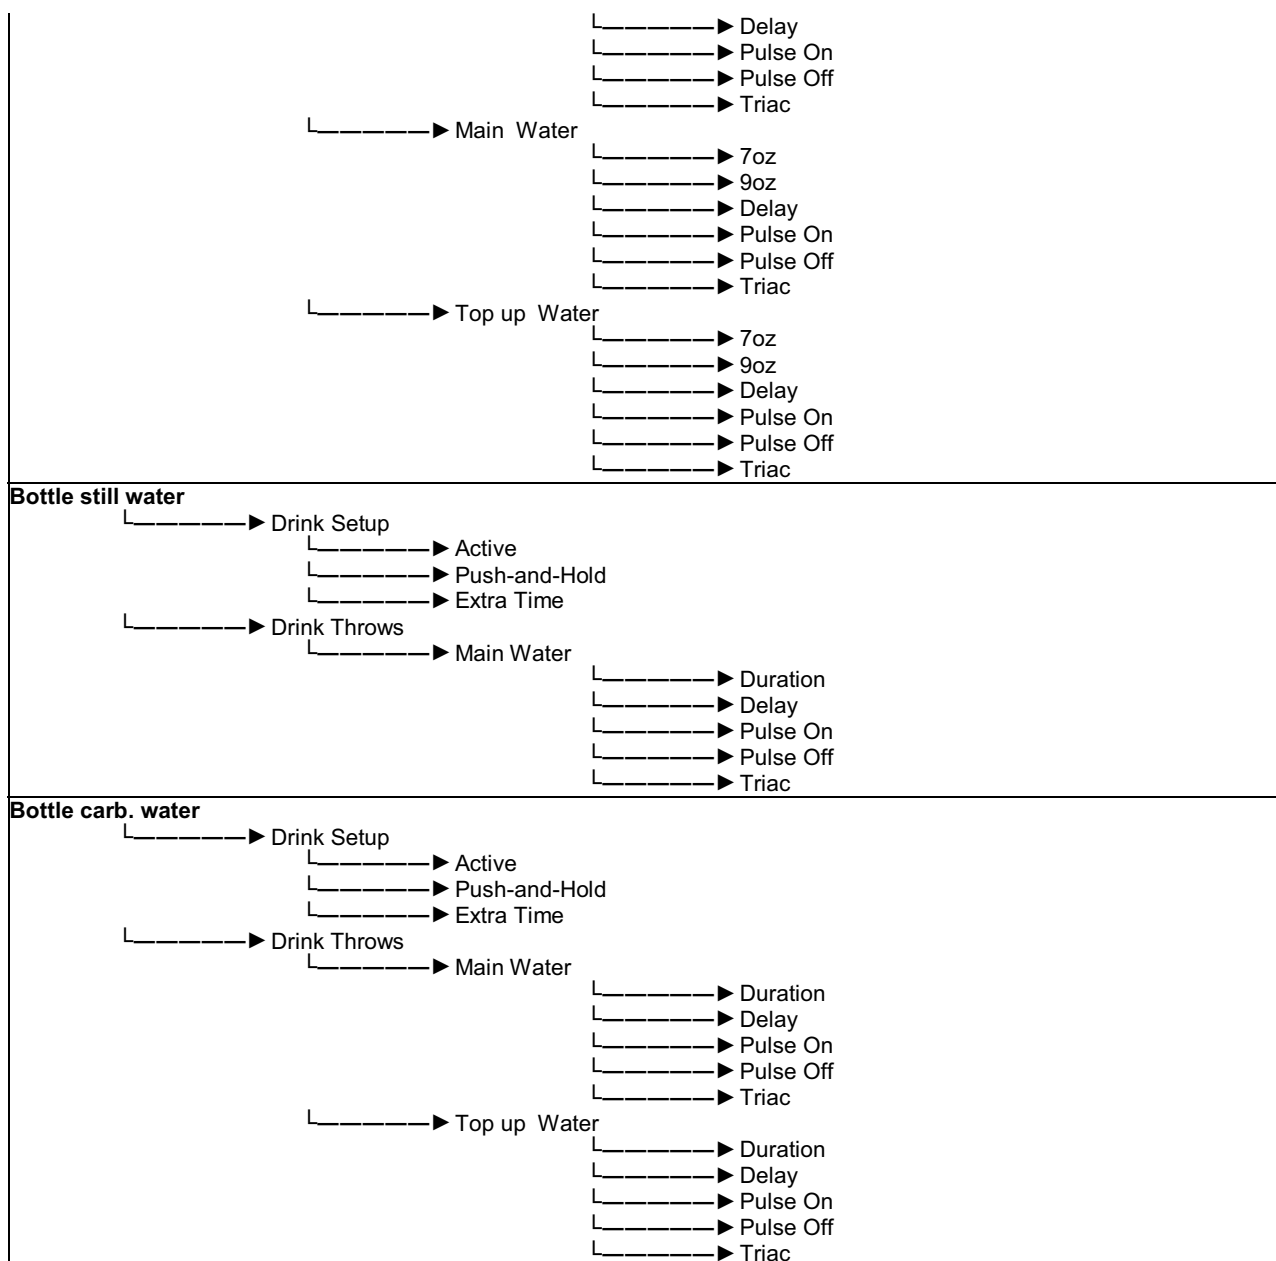 └——————► Delay
└——————► Pulse On
└——————► Pulse Off
└——————► Triac
└——————► Main  Water
└——————► 7oz
└——————► 9oz
└——————► Delay
└——————► Pulse On
└——————► Pulse Off
└——————► Triac
└——————► Top up  Water
└——————► 7oz
└——————► 9oz
└——————► Delay
└——————► Pulse On
└——————► Pulse Off
└——————► Triac
Bottle still water
└——————► Drink Setup
└——————► Active
└——————► Push-and-Hold
└——————► Extra Time
└——————► Drink Throws
└——————► Main Water
└——————► Duration
└——————► Delay
└——————► Pulse On
└——————► Pulse Off
└——————► Triac
Bottle carb. water
└——————► Drink Setup
└——————► Active
└——————► Push-and-Hold
└——————► Extra Time
└——————► Drink Throws
└——————► Main Water
└——————► Duration
└——————► Delay
└——————► Pulse On
└——————► Pulse Off
└——————► Triac
└——————► Top up  Water
└——————► Duration
└——————► Delay
└——————► Pulse On
└——————► Pulse Off
└——————► Triac